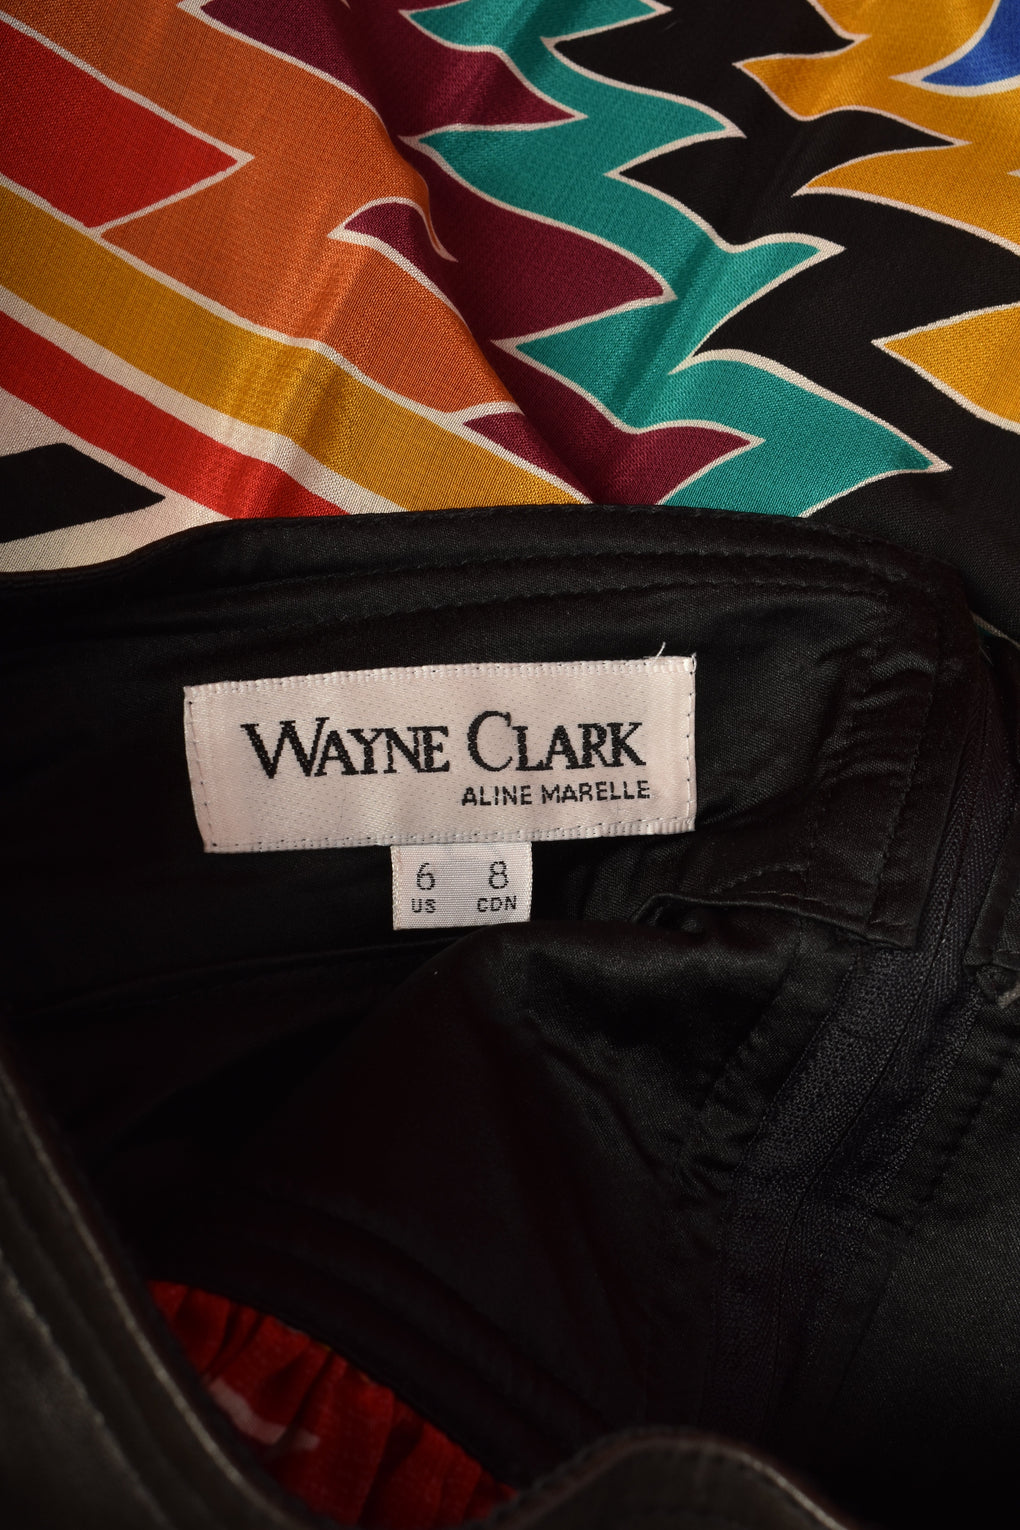 WAYNE CLARK
ALINE MARELLE
6 8
US CDN